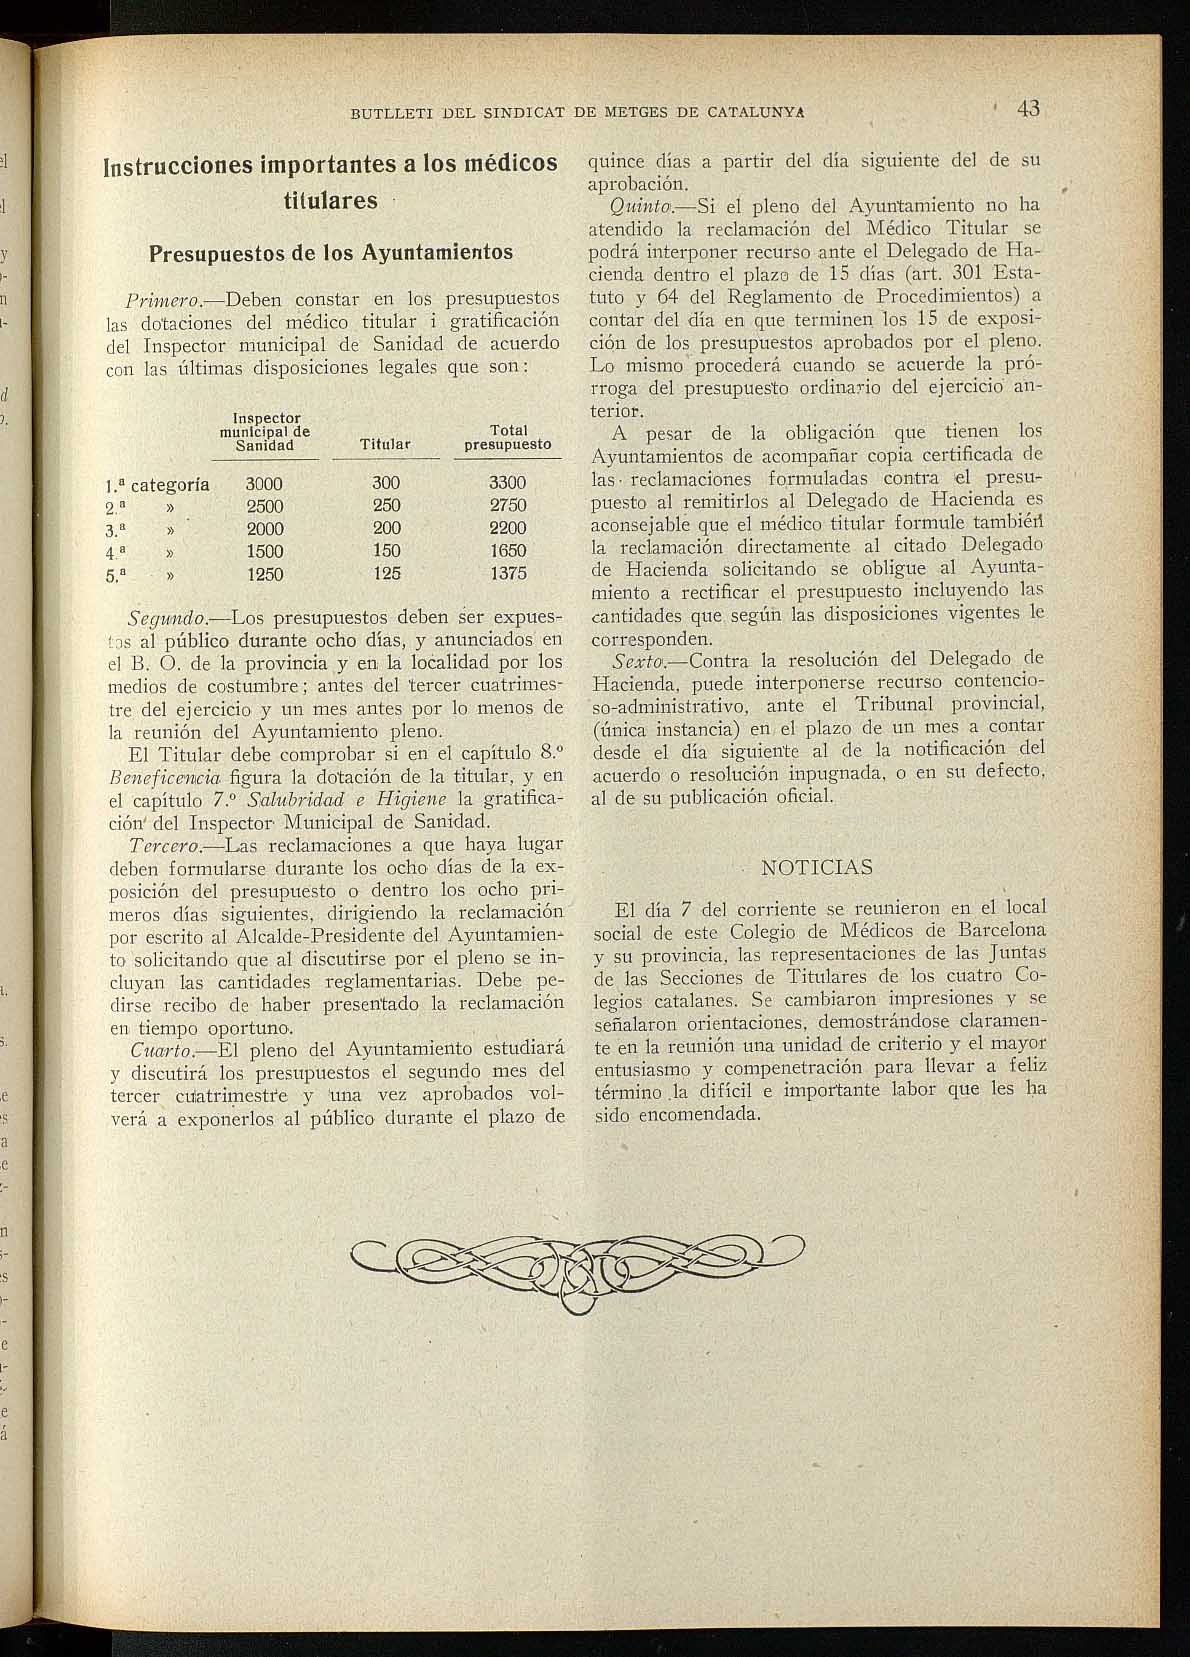 BUTLLETI DEL SINDICAT DE METGES DE CATALUNYA
43
Instrucciones importantes a los médicos
titulares
Presupuestos de los Ayuntamientos
Primero.—Deben constar en los presupuestos
las dotaciones del médico titular i gratificación
del Inspector municipal de Sanidad de acuerdo
con las últimas disposiciones legales que son:
Inspector
municipal de
Sanidad
Titular
Total
presupuesto
1.ª categoría 3000 300 3300
2.ª » 2500 250 2750
3.ª » 2000 200 2200
4.ª » 1500 150 1650
5.ª » 1250 125 1375
Segundo.—Los presupuestos deben ser expues-
tos al público durante ocho días, y anunciados en
el B. O. de la provincia y en la localidad por los
medios de costumbre; antes del tercer cuatrimes-
tre del ejercicio y un mes antes por lo menos de
la reunión del Ayuntamiento pleno.
El Titular debe comprobar si en el capítulo 8.º
Beneficencia figura la dotación de la titular, y en
el capítulo 7.º Salubridad e Higiene la gratifica-
ción del Inspector Municipal de Sanidad.
Tercero.—Las reclamaciones a que haya lugar
deben formularse durante los ocho días de la ex-
posición del presupuesto o dentro los ocho pri-
meros días siguientes, dirigiendo la reclamación
por escrito al Alcalde-Presidente del Ayuntamien-
to solicitando que al discutirse por el pleno se in-
cluyan las cantidades reglamentarias. Debe pe-
dirse recibo de haber presentado la reclamación
en tiempo oportuno.
Cuarto.—El pleno del Ayuntamiento estudiará
y discutirá los presupuestos el segundo mes del
tercer cuatrimestre y una vez aprobados vol-
verá a exponerlos al público durante el plazo de
quince días a partir del día siguiente del de su
aprobación.
Quinto.—Si el pleno del Ayuntamiento no ha
atendido la reclamación del Médico Titular se
podrá interponer recurso ante el Delegado de Ha-
cienda dentro el plazo de 15 días (art. 301 Esta-
tuto y 64 del Reglamento de Procedimientos) a
contar del día en que terminen los 15 de exposi-
ción de los presupuestos aprobados por el pleno.
Lo mismo procederá cuando se acuerde la pró-
rroga del presupuesto ordinario del ejercicio an-
terior.
A pesar de la obligación que tienen los
Ayuntamientos de acompañar copia certificada de
las reclamaciones formuladas contra el presu-
puesto al remitirlos al Delegado de Hacienda es
aconsejable que el médico titular formule también
la reclamación directamente al citado Delegado
de Hacienda solicitando se obligue al Ayunta-
miento a rectificar el presupuesto incluyendo las
cantidades que según las disposiciones vigentes le
corresponden.
Sexto.—Contra la resolución del Delegado de
Hacienda, puede interponerse recurso contencio-
so-administrativo, ante el Tribunal provincial,
(única instancia) en el plazo de un mes a contar
desde el día siguiente al de la notificación del
acuerdo o resolución inpugnada, o en su defecto,
al de su publicación oficial.
NOTICIAS
El día 7 del corriente se reunieron en el local
social de este Colegio de Médicos de Barcelona
y su provincia, las representaciones de las Juntas
de las Secciones de Titulares de los cuatro Co-
legios catalanes. Se cambiaron impresiones y se
señalaron orientaciones, demostrándose claramen-
te en la reunión una unidad de criterio y el mayor
entusiasmo y compenetración para llevar a feliz
término la difícil e importante labor que les ha
sido encomendada.